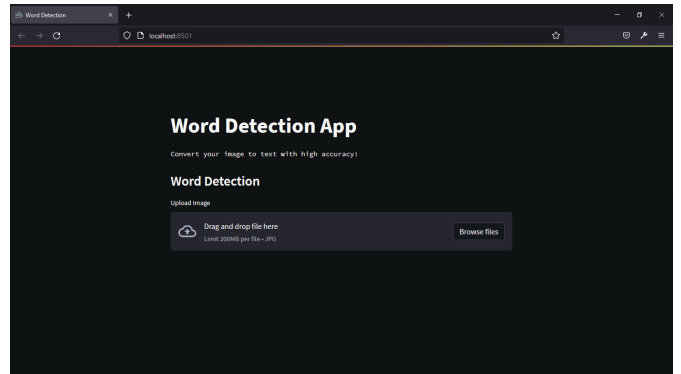 Word Detection
localhost:8501
Word Detection App
Convert your image to text with high accuracy!
Word Detection
Upload Image
Drag and drop file here
Limit 200MB per file • JPG
Browse files